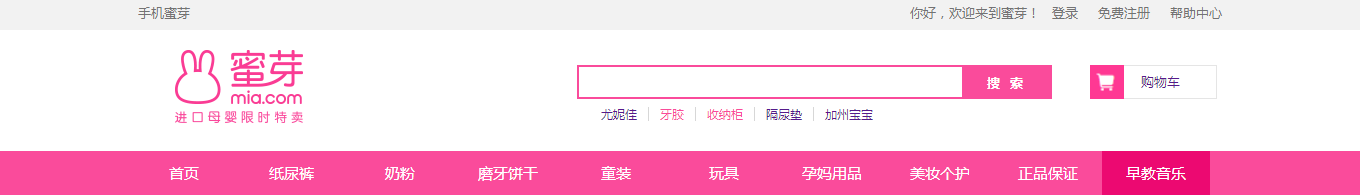 手机蜜芽 你好，欢迎来到蜜芽！ 登录 免费注册 帮助中心
蜜芽
mia.com
进口母婴限时特卖
搜 索 购物车
尤妮佳 牙胶 收纳柜 隔尿垫 加州宝宝
首页 纸尿裤 奶粉 磨牙饼干 童装 玩具 孕妈用品 美妆个护 正品保证 早教音乐